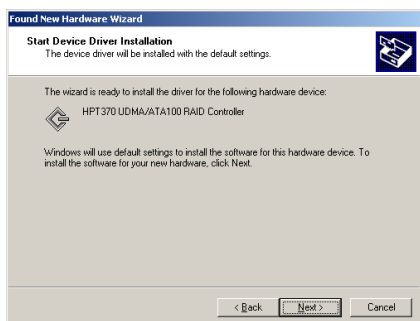 Found New Hardware Wizard
Start Device Driver Installation
The device driver will be installed with the default settings.
The wizard is ready to install the driver for the following hardware device:
HPT370 UDMA/ATA100 RAID Controller
Windows will use default settings to install the software for this hardware device. To
install the software for your new hardware, click Next.
< Back
Next >
Cancel